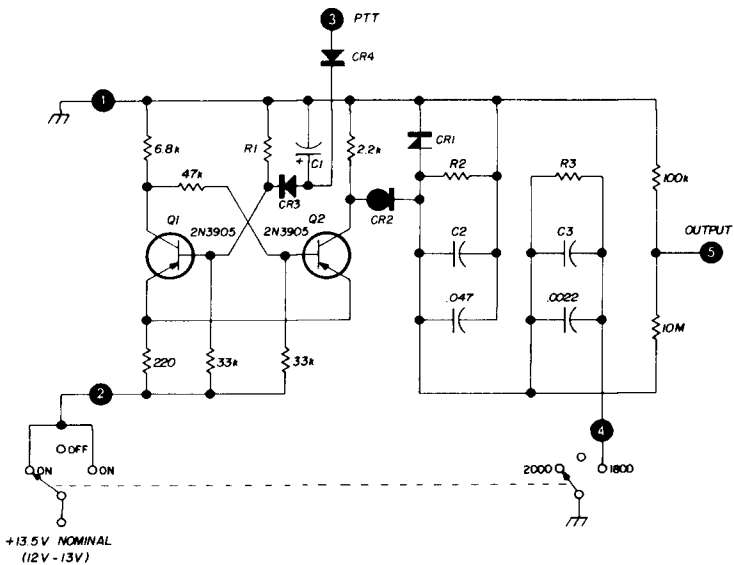 3 PTT
CR4
1
6.8k
R1
C1
+
2.2k
CR1
47k
R2
R3
100k
CR3
Q1
Q2
CR2
2N3905
2N3905
C2
C3
OUTPUT
5
.047
.0022
10M
220
33k
33k
2
4
OFF
ON
ON
2000
1800
+13.5V NOMINAL
(12V-13V)